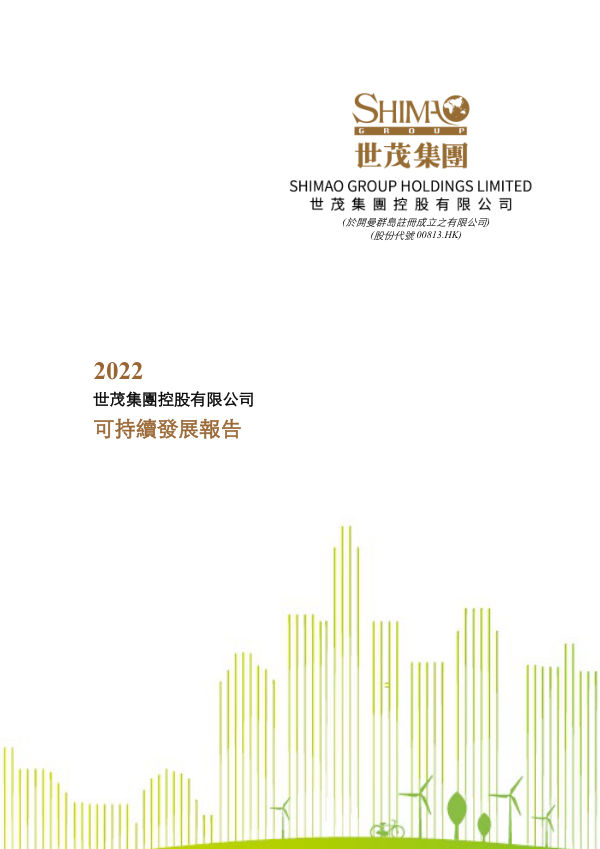 SHIMAO
GROUP
世茂集團
SHIMAO GROUP HOLDINGS LIMITED
世茂集團控股有限公司
(於開曼群島註冊成立之有限公司)
(股份代號 00813.HK)
2022
世茂集團控股有限公司
可持續發展報告